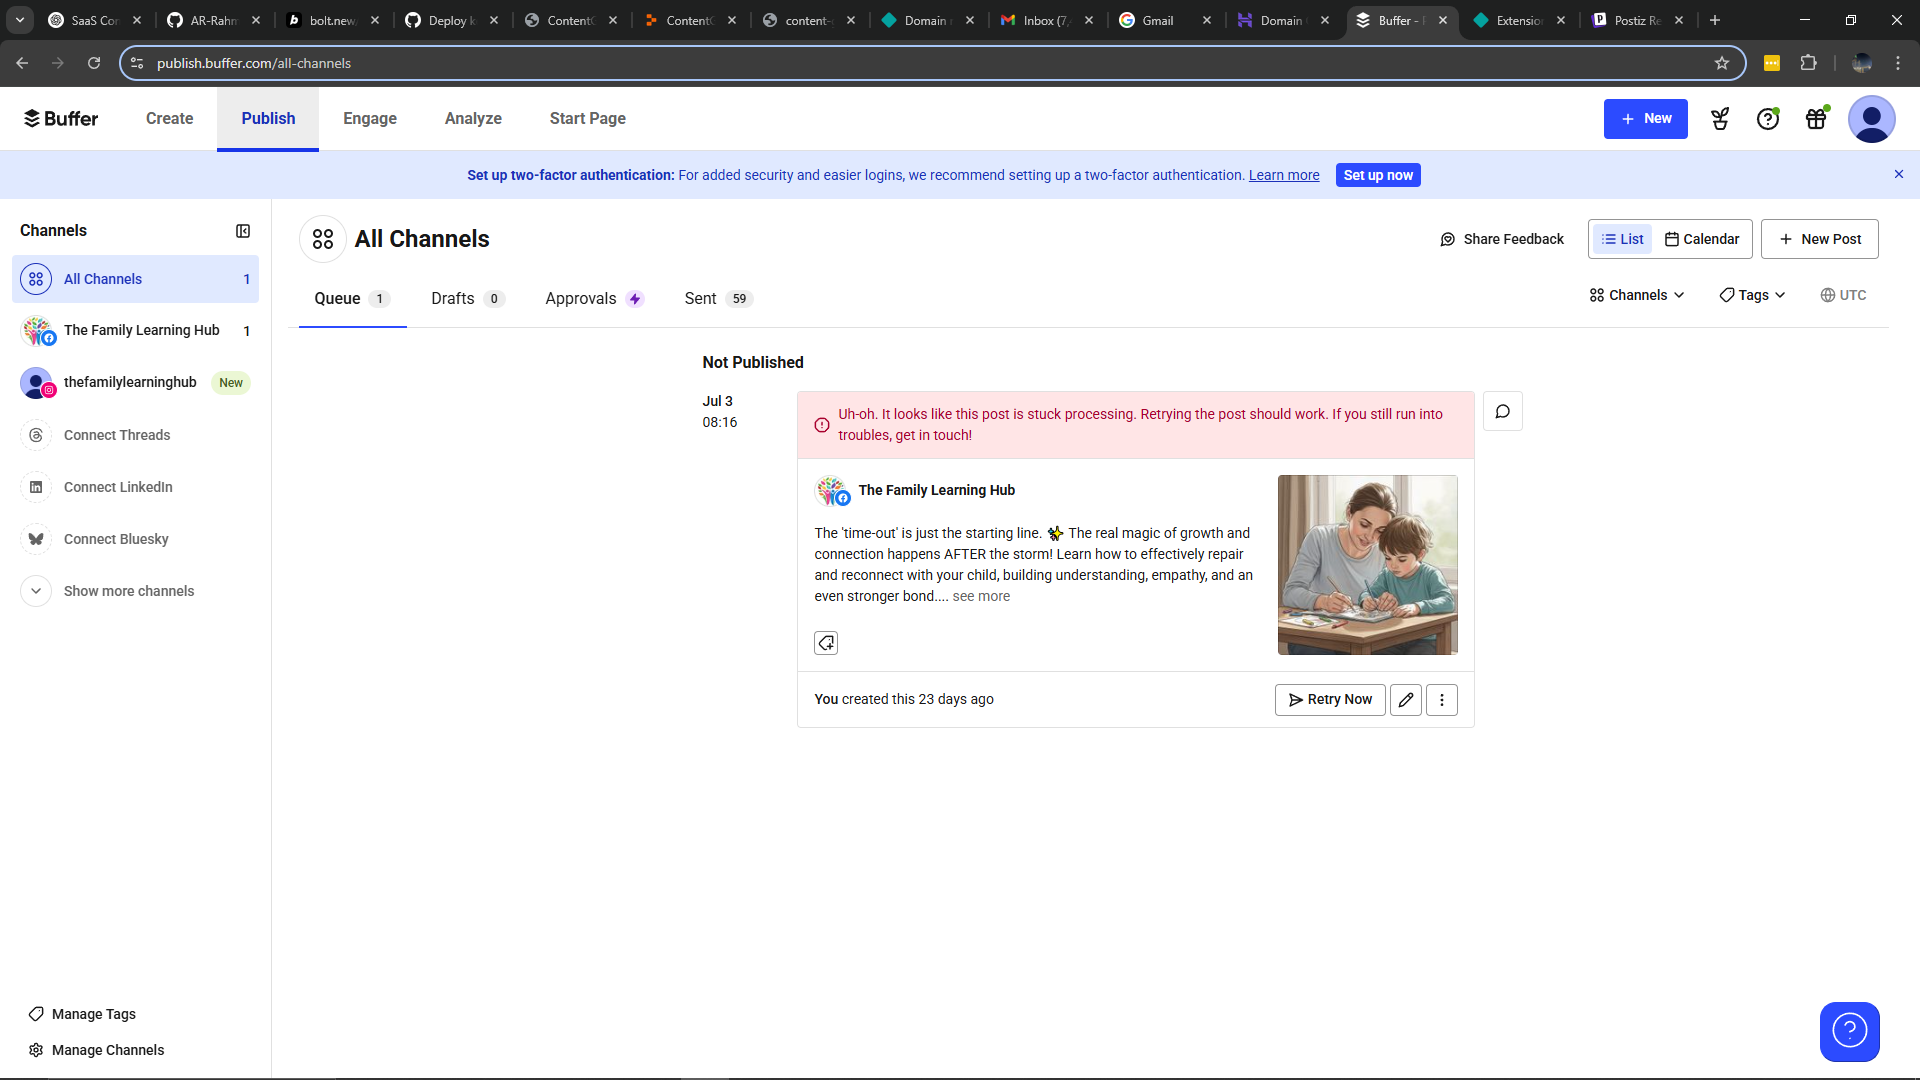 SaaS Con
AR-Rahm
bolt.new,
Deploy k
ContentG
ContentG
content-
Domain
Inbox (7,
Gmail
Domain
Buffer -
Extension
Postiz Re
publish.buffer.com/all-channels
Buffer
Create
Publish
Engage
Analyze
Start Page
New
Set up two-factor authentication: For added security and easier logins, we recommend setting up a two-factor authentication. Learn more
Set up now
Channels
All Channels 1
The Family Learning Hub 1
thefamilylearninghub New
Connect Threads
Connect LinkedIn
Connect Bluesky
Show more channels
Manage Tags
Manage Channels
All Channels
Share Feedback
List
Calendar
New Post
Queue 1
Drafts 0
Approvals
Sent 59
Channels
Tags
UTC
Not Published
Jul 3
08:16
Uh-oh. It looks like this post is stuck processing. Retrying the post should work. If you still run into
troubles, get in touch!
The Family Learning Hub
The 'time-out' is just the starting line. ✨ The real magic of growth and
connection happens AFTER the storm! Learn how to effectively repair
and reconnect with your child, building understanding, empathy, and an
even stronger bond.... see more
You created this 23 days ago
Retry Now